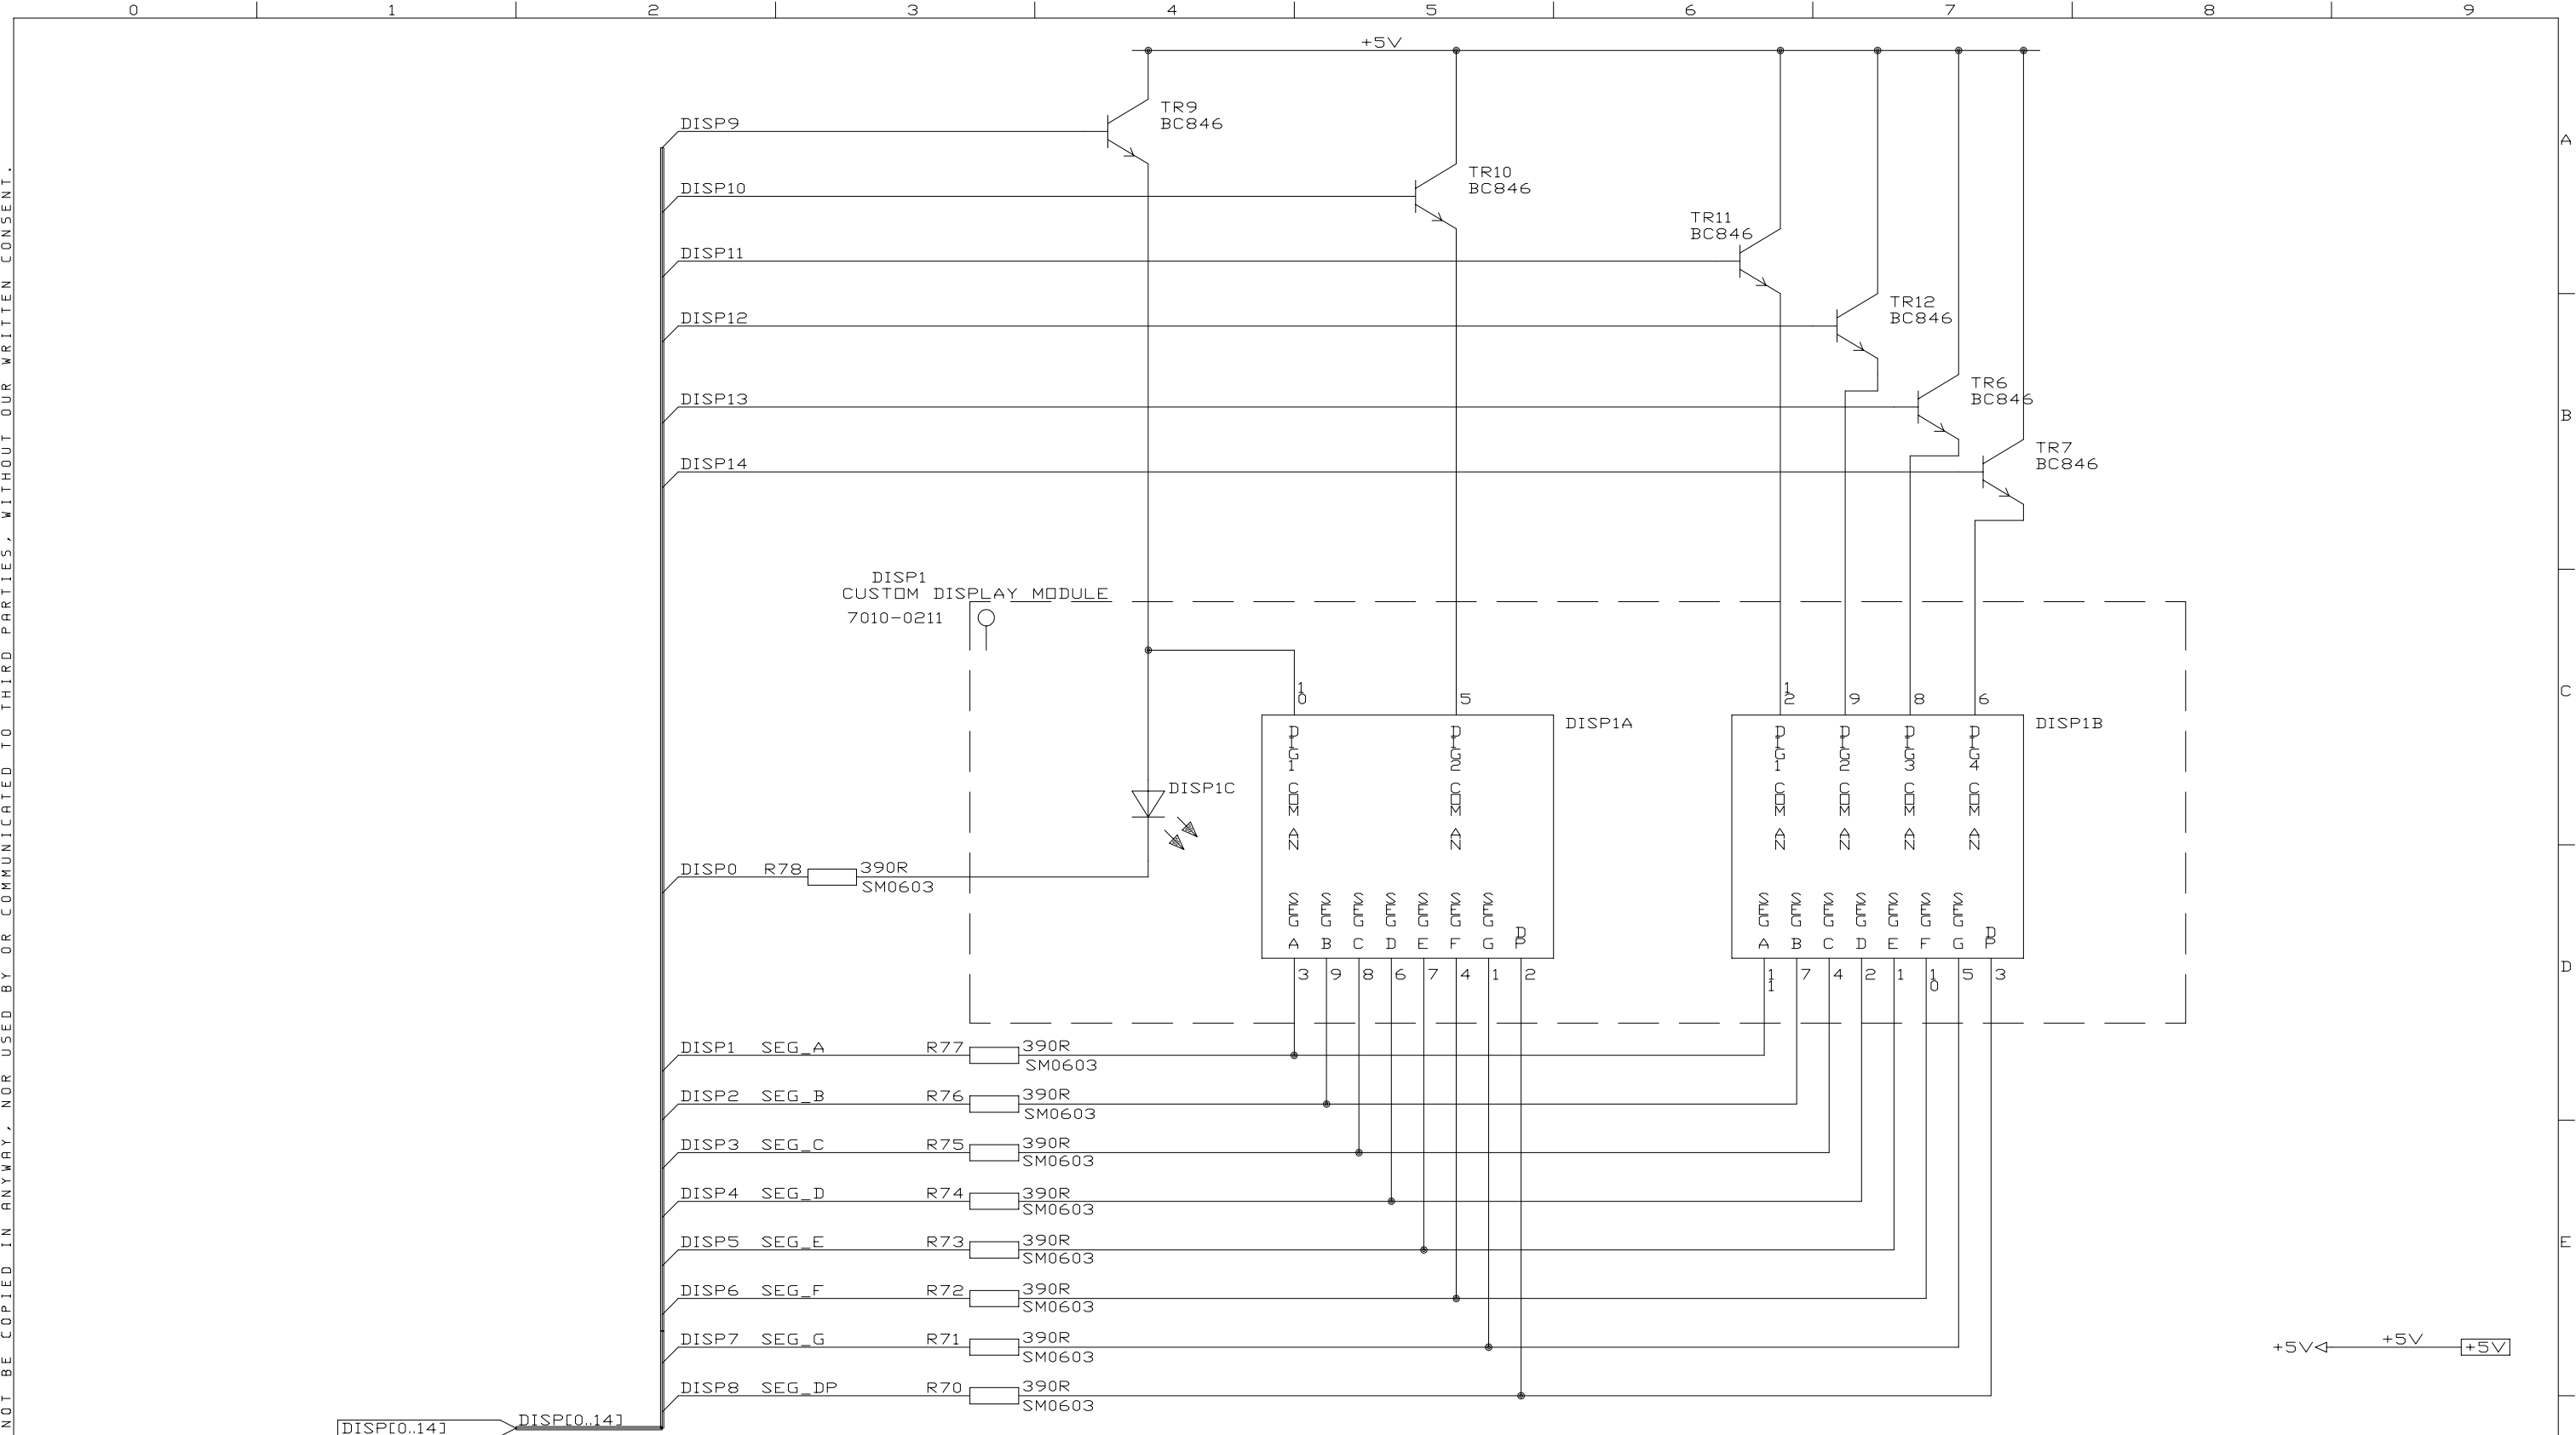 0 1 2 3 4 5 6 7 8 9
+5V
TR9
BC846
DISP9
A
TR10
BC846
DISP10
TR11
BC846
DISP11
TR12
BC846
DISP12
TR6
BC846
DISP13
B
TR7
BC846
DISP14
DISP1
CUSTOM DISPLAY MODULE
7010-0211
C
10 5 12 9 8 6
DISP1A
DISP1B
DIG1 COM AN
DIG2 COM AN
DIG1 COM AN
DIG2 COM AN
DIG3 COM AN
DIG4 COM AN
DISP1C
DISP0 R78 390R
SM0603
SEG A SEG B SEG C SEG D SEG E SEG F SEG G DP
SEG A SEG B SEG C SEG D SEG E SEG F SEG G DP
3 9 8 6 7 4 1 2
11 7 4 2 1 10 5 3
D
DISP1 SEG_A R77 390R
SM0603
DISP2 SEG_B R76 390R
SM0603
DISP3 SEG_C R75 390R
SM0603
DISP4 SEG_D R74 390R
SM0603
DISP5 SEG_E R73 390R
SM0603
E
DISP6 SEG_F R72 390R
SM0603
DISP7 SEG_G R71 390R
SM0603
+5V +5V +5V
DISP8 SEG_DP R70 390R
SM0603
DISP[0..14] DISP[0..14]
NOT BE COPIED IN ANYWAY, NOR USED BY OR COMMUNICATED TO THIRD PARTIES, WITHOUT OUR WRITTEN CONSENT.